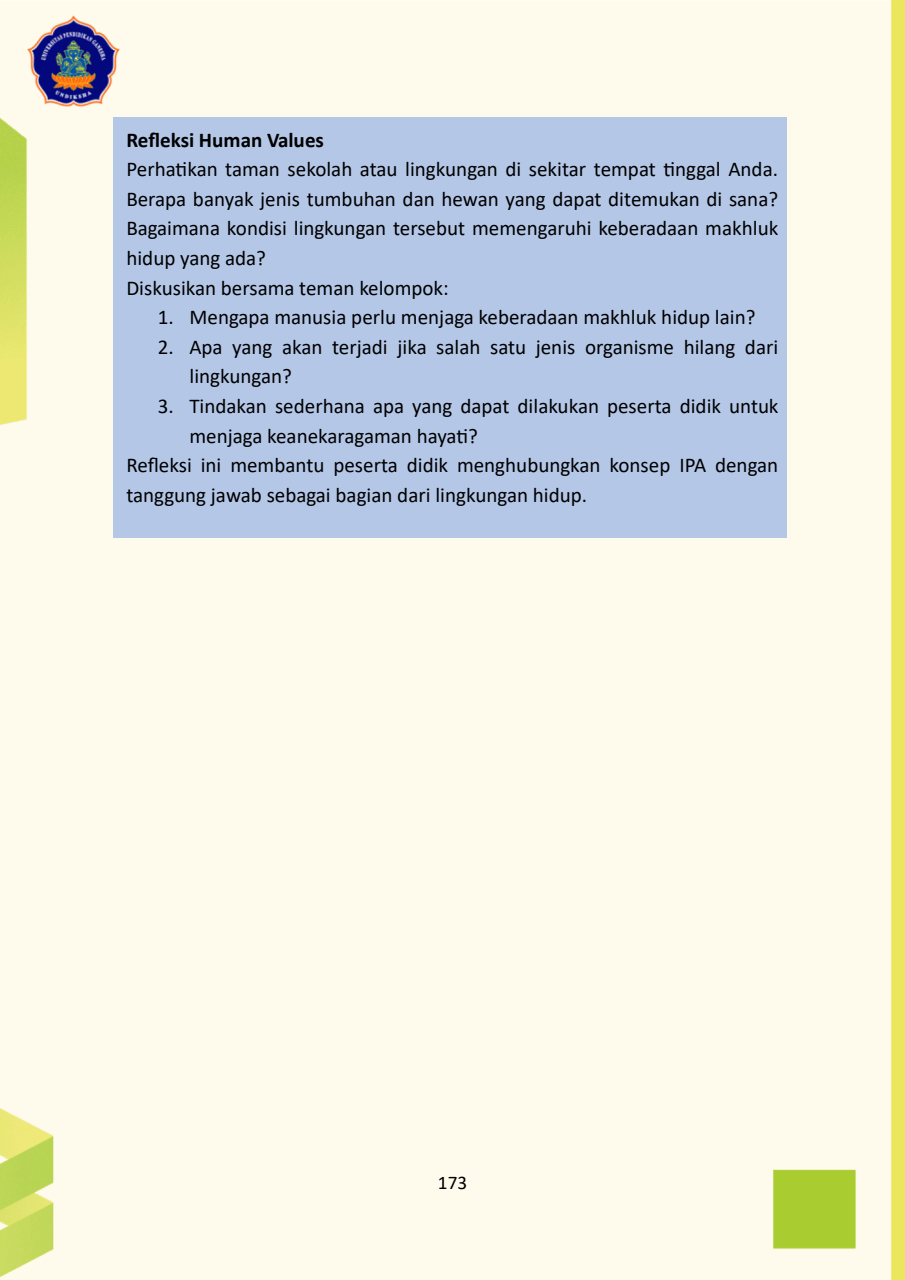 UNIVERSITAS PENDIDIKAN GANESHA
UNDIKSHA
Refleksi Human Values
Perhatikan taman sekolah atau lingkungan di sekitar tempat tinggal Anda.
Berapa banyak jenis tumbuhan dan hewan yang dapat ditemukan di sana?
Bagaimana kondisi lingkungan tersebut memengaruhi keberadaan makhluk
hidup yang ada?
Diskusikan bersama teman kelompok:
1. Mengapa manusia perlu menjaga keberadaan makhluk hidup lain?
2. Apa yang akan terjadi jika salah satu jenis organisme hilang dari
lingkungan?
3. Tindakan sederhana apa yang dapat dilakukan peserta didik untuk
menjaga keanekaragaman hayati?
Refleksi ini membantu peserta didik menghubungkan konsep IPA dengan
tanggung jawab sebagai bagian dari lingkungan hidup.
173